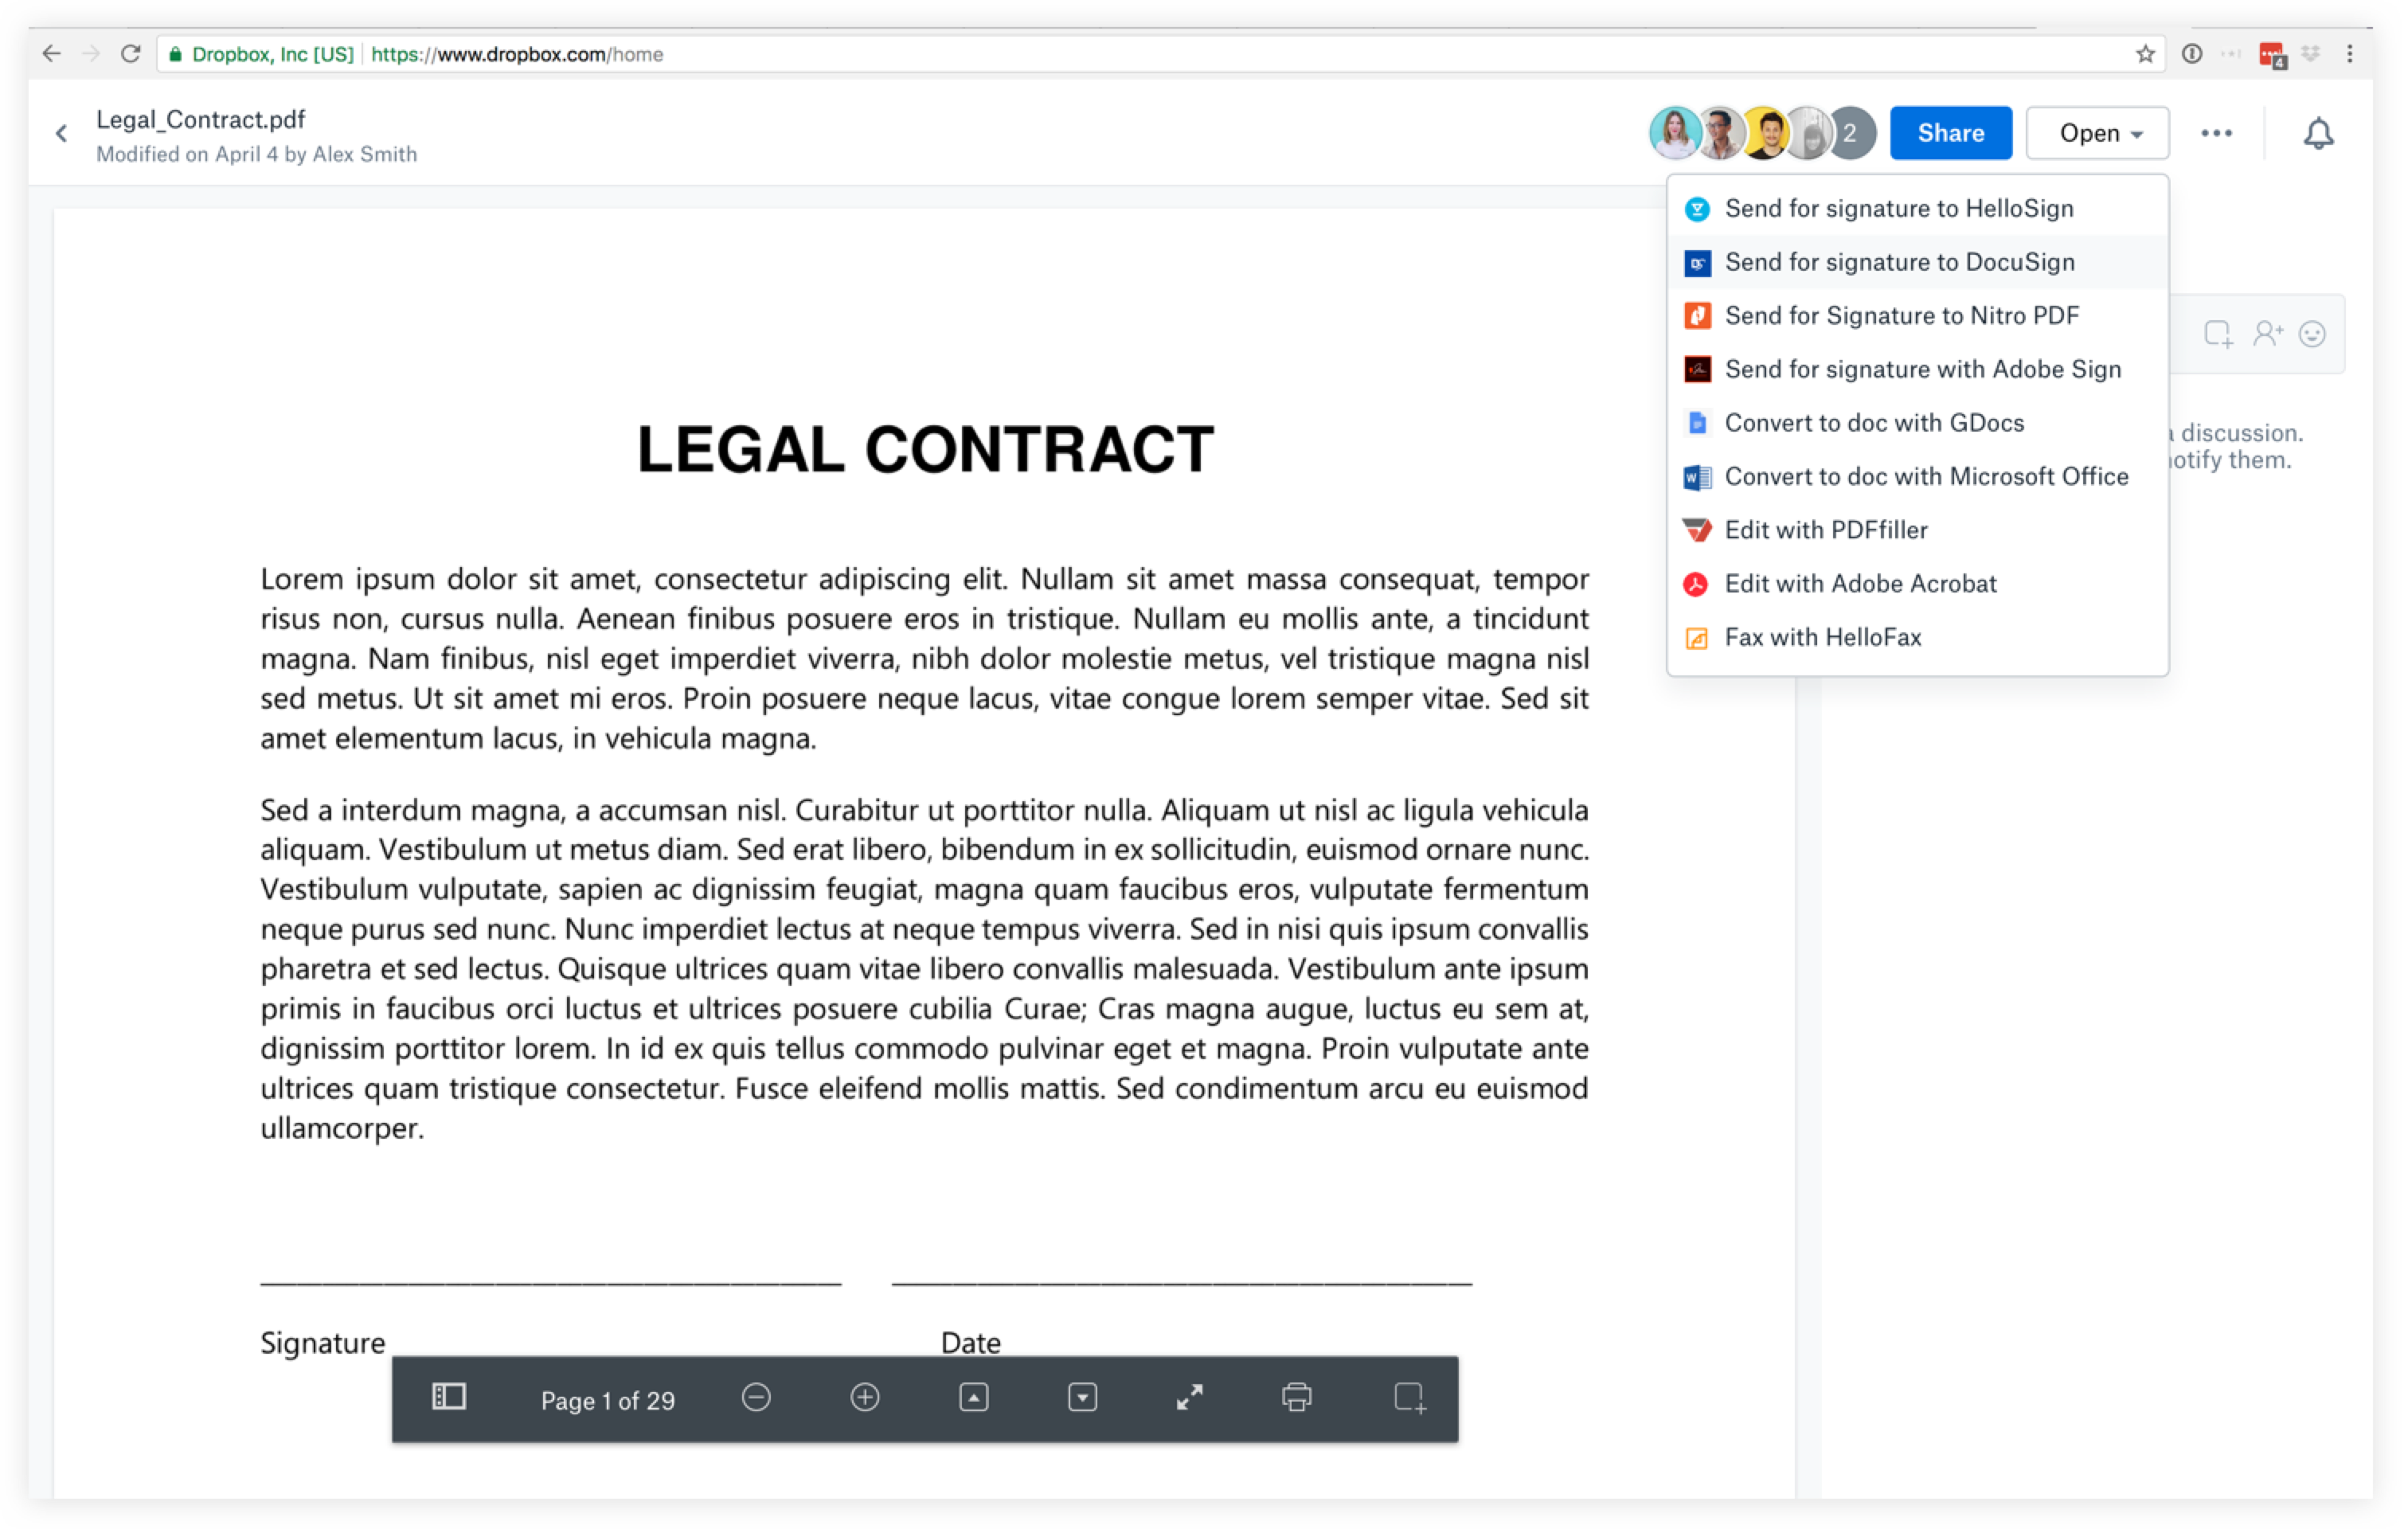 Dropbox, Inc [US] https://www.dropbox.com/home
4
Legal_Contract.pdf
Modified on April 4 by Alex Smith
2
Share
Open
Send for signature to HelloSign
Send for signature to DocuSign
Send for Signature to Nitro PDF
Send for signature with Adobe Sign
Convert to doc with GDocs
Convert to doc with Microsoft Office
Edit with PDFfiller
Edit with Adobe Acrobat
Fax with HelloFax
discussion.
them.
LEGAL CONTRACT
Lorem ipsum dolor sit amet, consectetur adipiscing elit. Nullam sit amet massa consequat, tempor
risus non, cursus nulla. Aenean finibus posuere eros in tristique. Nullam eu mollis ante, a tincidunt
magna. Nam finibus, nisl eget imperdiet viverra, nibh dolor molestie metus, vel tristique magna nisl
sed metus. Ut sit amet mi eros. Proin posuere neque lacus, vitae congue lorem semper vitae. Sed sit
amet elementum lacus, in vehicula magna.
Sed a interdum magna, a accumsan nisl. Curabitur ut porttitor nulla. Aliquam ut nisl ac ligula vehicula
aliquam. Vestibulum ut metus diam. Sed erat libero, bibendum in ex sollicitudin, euismod ornare nunc.
Vestibulum vulputate, sapien ac dignissim feugiat, magna quam faucibus eros, vulputate fermentum
neque purus sed nunc. Nunc imperdiet lectus at neque tempus viverra. Sed in nisi quis ipsum convallis
pharetra et sed lectus. Quisque ultrices quam vitae libero convallis malesuada. Vestibulum ante ipsum
primis in faucibus orci luctus et ultrices posuere cubilia Curae; Cras magna augue, luctus eu sem at,
dignissim porttitor lorem. In id ex quis tellus commodo pulvinar eget et magna. Proin vulputate ante
ultrices quam tristique consectetur. Fusce eleifend mollis mattis. Sed condimentum arcu eu euismod
ullamcorper.
Signature Date
Page 1 of 29